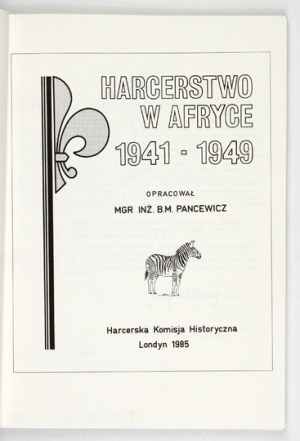 HARCERSTWO
W AFRYCE
1941 - 1949
OPRACOWAŁ
MGR INŻ. B.M. PANCEWICZ
Harcerska Komisja Historyczna
Londyn 1985